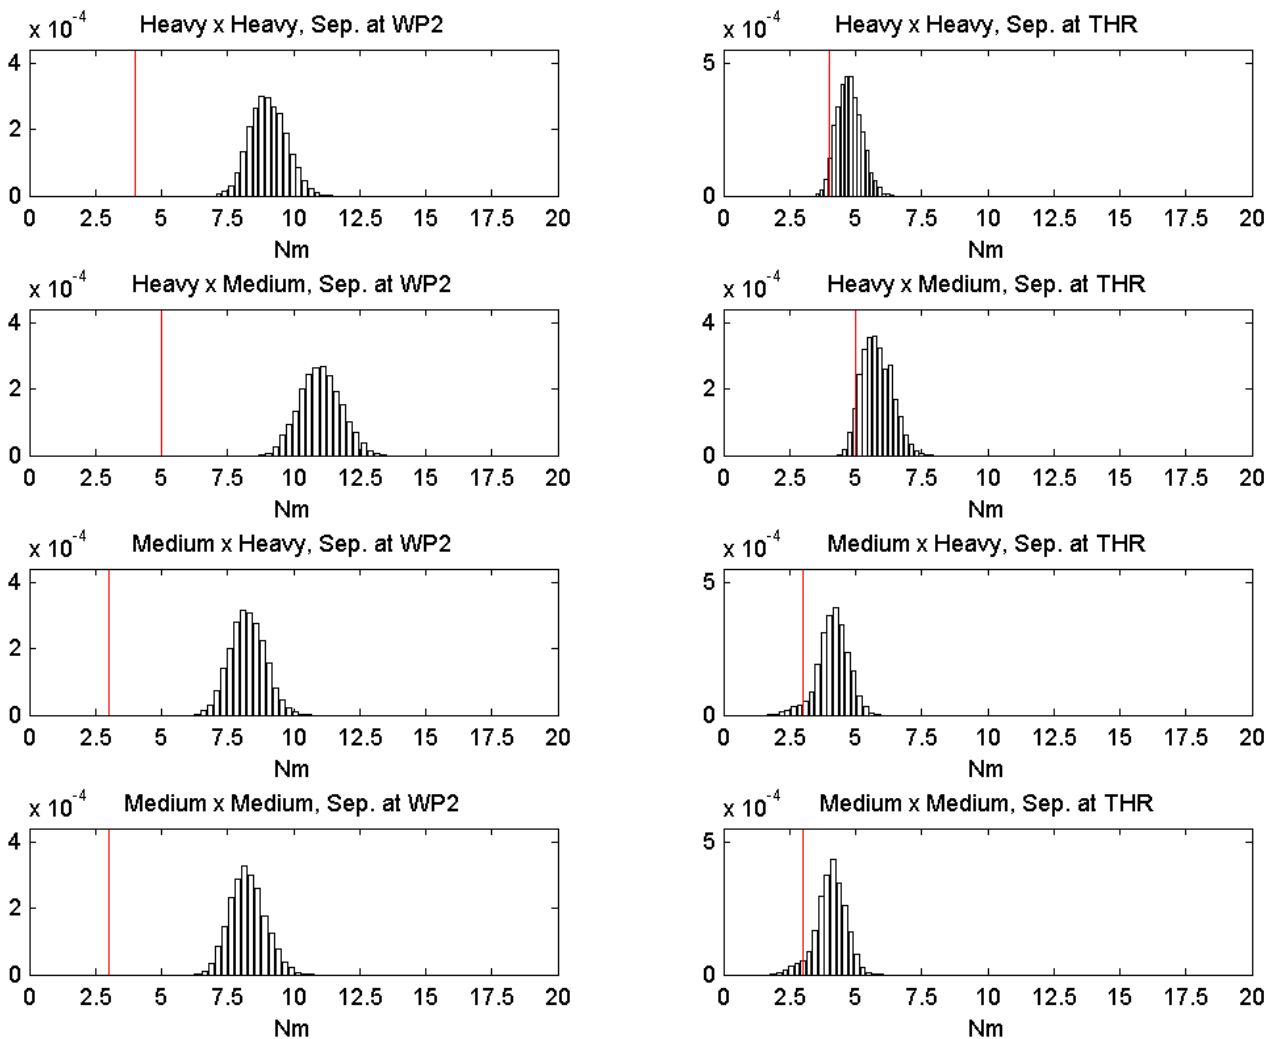 x 10^-4 Heavy x Heavy, Sep. at WP2
4
2
0
0 2.5 5 7.5 10 12.5 15 17.5 20
Nm
x 10^-4 Heavy x Heavy, Sep. at THR
5
0
0 2.5 5 7.5 10 12.5 15 17.5 20
Nm
x 10^-4 Heavy x Medium, Sep. at WP2
4
2
0
0 2.5 5 7.5 10 12.5 15 17.5 20
Nm
x 10^-4 Heavy x Medium, Sep. at THR
4
2
0
0 2.5 5 7.5 10 12.5 15 17.5 20
Nm
x 10^-4 Medium x Heavy, Sep. at WP2
4
2
0
0 2.5 5 7.5 10 12.5 15 17.5 20
Nm
x 10^-4 Medium x Heavy, Sep. at THR
5
0
0 2.5 5 7.5 10 12.5 15 17.5 20
Nm
x 10^-4 Medium x Medium, Sep. at WP2
4
2
0
0 2.5 5 7.5 10 12.5 15 17.5 20
Nm
x 10^-4 Medium x Medium, Sep. at THR
5
0
0 2.5 5 7.5 10 12.5 15 17.5 20
Nm